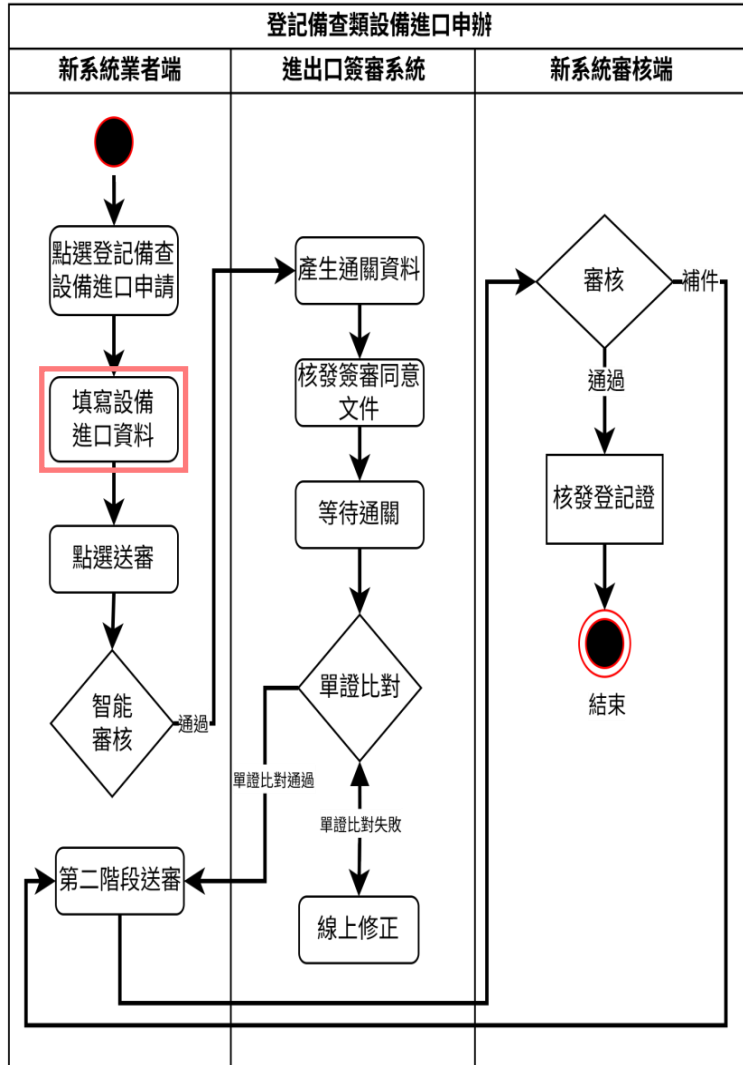 登記備查類設備進口申辦
新系統業者端
進出口簽審系統
新系統審核端
點選登記備查
設備進口申請
填寫設備
進口資料
點選送審
智能
審核
通過
第二階段送審
產生通關資料
核發簽審同意
文件
等待通關
單證比對
單證比對通過
單證比對失敗
線上修正
審核
補件
通過
核發登記證
結束